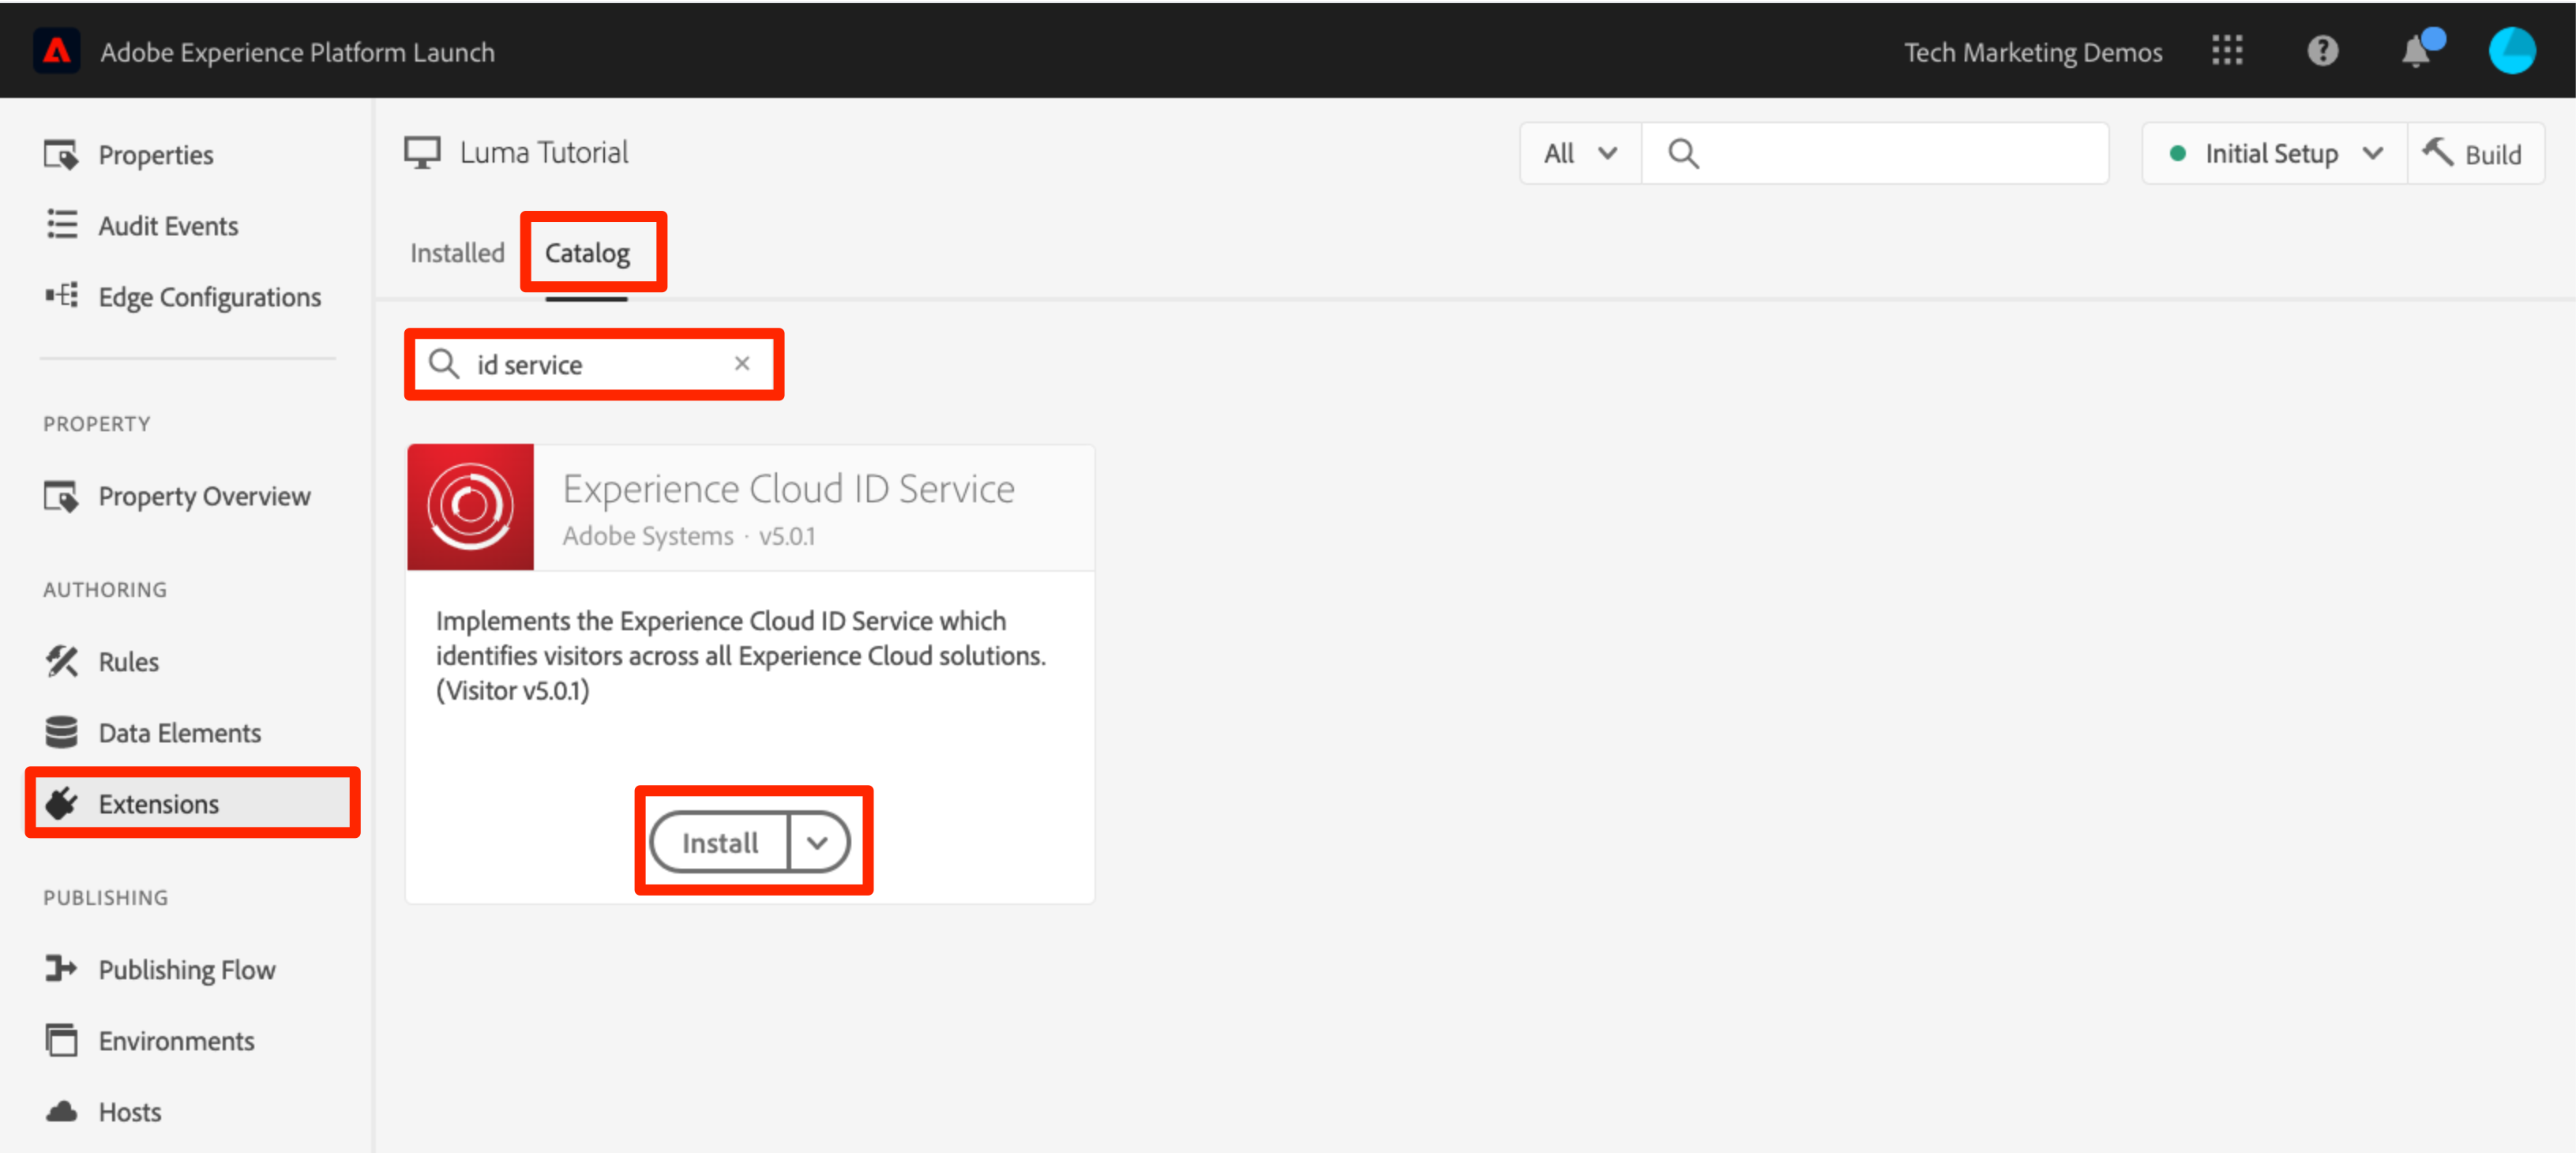 Adobe Experience Platform Launch
Tech Marketing Demos
Properties
Audit Events
Edge Configurations
PROPERTY
Property Overview
AUTHORING
Rules
Data Elements
Extensions
PUBLISHING
Publishing Flow
Environments
Hosts
Luma Tutorial
All
Initial Setup
Build
Installed
Catalog
id service
Experience Cloud ID Service
Adobe Systems · v5.0.1
Implements the Experience Cloud ID Service which
identifies visitors across all Experience Cloud solutions.
(Visitor v5.0.1)
Install